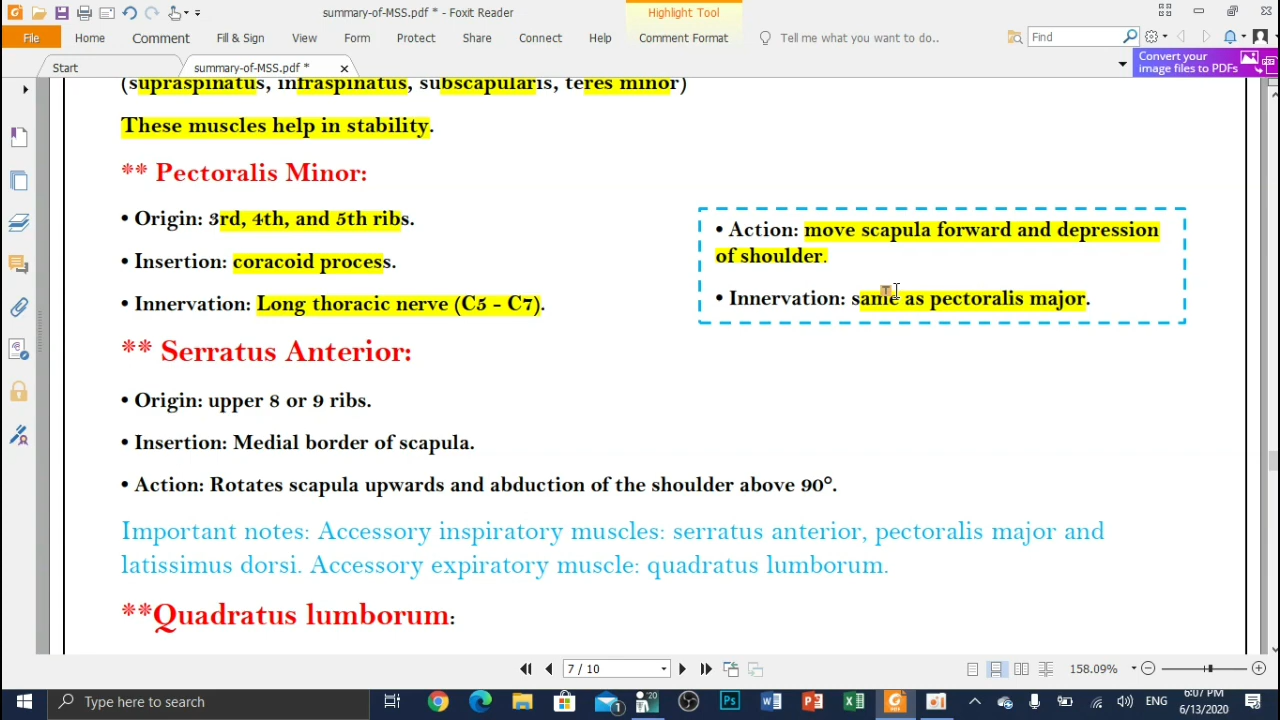 summary-of-MSS.pdf * - Foxit Reader
Highlight Tool
File
Home
Comment
Fill & Sign
View
Form
Protect
Share
Connect
Help
Comment Format
Tell me what you want to do..
Find
Start
summary-of-MSS.pdf *
Convert your
image files to PDFs
(supraspinatus, infraspinatus, subscapularis, teres minor)
These muscles help in stability.
** Pectoralis Minor:
• Origin: 3rd, 4th, and 5th ribs.
• Insertion: coracoid process.
• Innervation: Long thoracic nerve (C5 - C7).
• Action: move scapula forward and depression
of shoulder.
• Innervation: same as pectoralis major.
** Serratus Anterior:
• Origin: upper 8 or 9 ribs.
• Insertion: Medial border of scapula.
• Action: Rotates scapula upwards and abduction of the shoulder above 90°.
Important notes: Accessory inspiratory muscles: serratus anterior, pectoralis major and
latissimus dorsi. Accessory expiratory muscle: quadratus lumborum.
**Quadratus lumborum:
7 / 10
158.09%
Type here to search
ENG
6:07 PM
6/13/2020